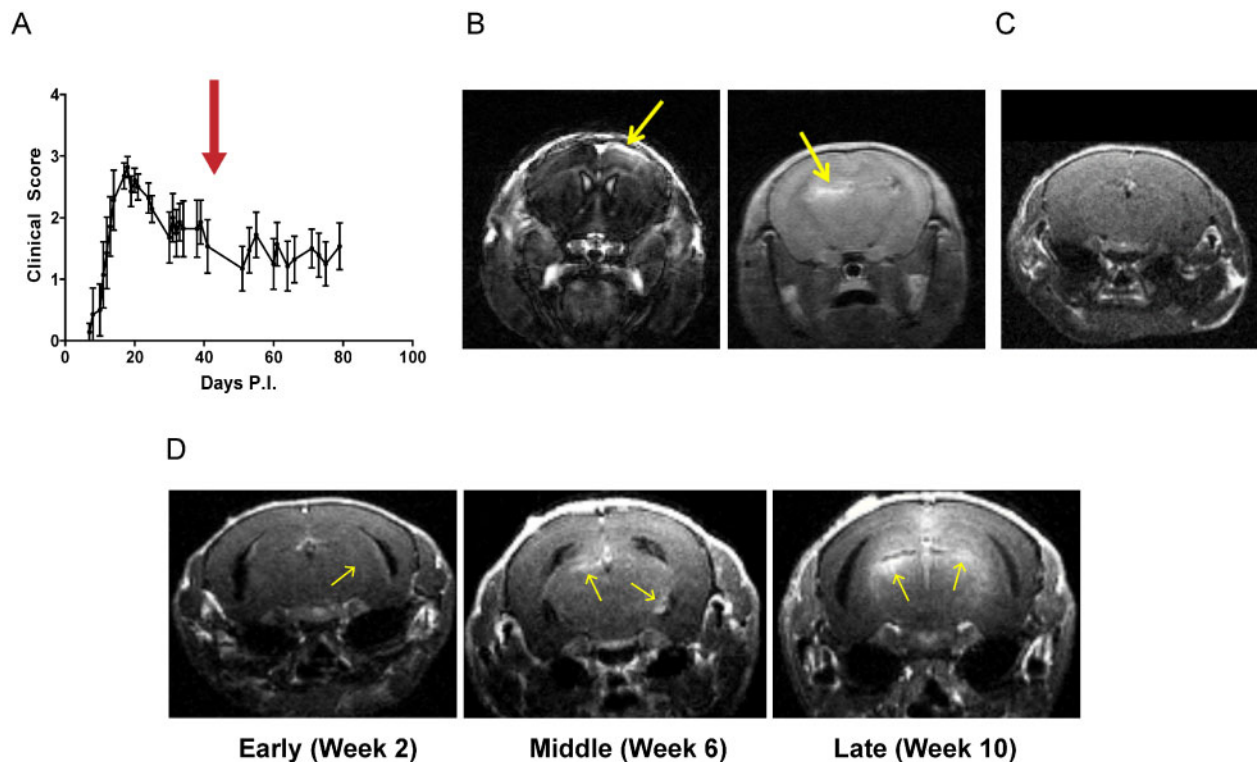 A
B
C
4
3
2
1
0
Clinical Score
0 20 40 60 80 100
Days P.I.
D
Early (Week 2)
Middle (Week 6)
Late (Week 10)